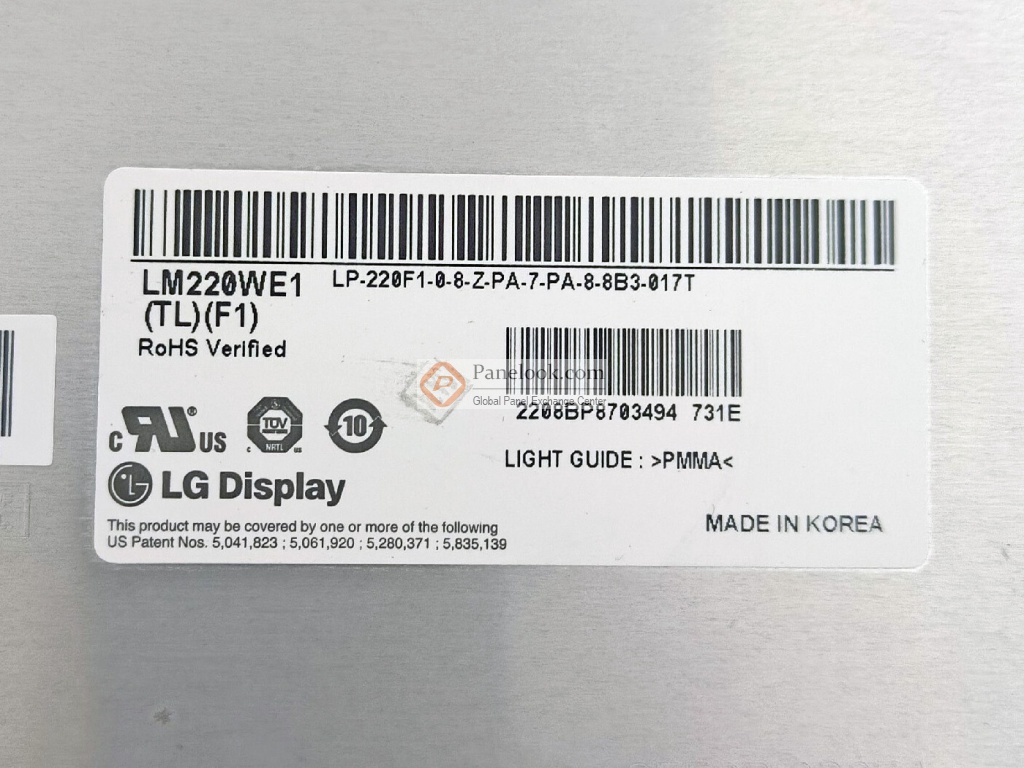 LM220WE1 LP-220F1-0-8-Z-PA-7-PA-8-8B3-017T
(TL)(F1)
RoHS Verified
Panelook.com
Global Panel Exchange Center
2208BP8703494 731E
c UL ® US
TÜV
C NRTL US
10
LIGHT GUIDE : >PMMA<
LG Display
MADE IN KOREA
This product may be covered by one or more of the following
US Patent Nos. 5,041,823 ; 5,061,920 ; 5,280,371 ; 5,835,139